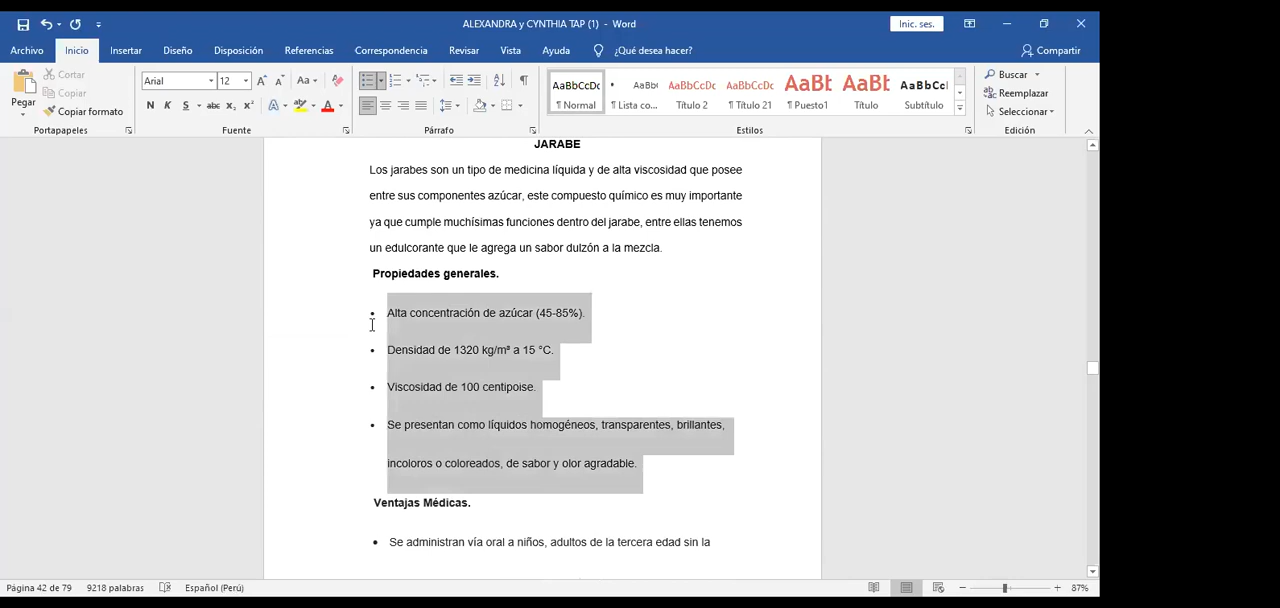 ALEXANDRA y CYNTHIA TAP (1) - Word
Inic. ses.
Archivo Inicio Insertar Diseño Disposición Referencias Correspondencia Revisar Vista Ayuda ¿Qué desea hacer? Compartir
Pegar
Cortar
Copiar
Copiar formato
Portapapeles
Arial 12
Fuente
Párrafo
AaBbCcDc AaBbC AaBbCcDc AaBbCcDc AaBb AaBb AaBbCc
¶ Normal ¶ Lista co... Título 2 ¶ Título 21 ¶ Puesto1 Título Subtítulo
Estilos
Buscar
Reemplazar
Seleccionar
Edición
JARABE
Los jarabes son un tipo de medicina líquida y de alta viscosidad que posee
entre sus componentes azúcar, este compuesto químico es muy importante
ya que cumple muchísimas funciones dentro del jarabe, entre ellas tenemos
un edulcorante que le agrega un sabor dulzón a la mezcla.
Propiedades generales.
• Alta concentración de azúcar (45-85%).
• Densidad de 1320 kg/m³ a 15 °C.
• Viscosidad de 100 centipoise.
• Se presentan como líquidos homogéneos, transparentes, brillantes,
incoloros o coloreados, de sabor y olor agradable.
Ventajas Médicas.
• Se administran vía oral a niños, adultos de la tercera edad sin la
Página 42 de 79 9218 palabras Español (Perú) 87%